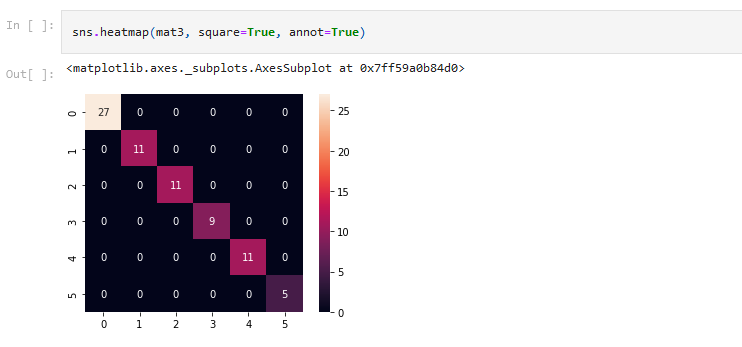 In [ ]: sns.heatmap(mat3, square=True, annot=True)
Out[ ]: <matplotlib.axes._subplots.AxesSubplot at 0x7ff59a0b84d0>
0 27 0 0 0 0 0
1 0 11 0 0 0 0
2 0 0 11 0 0 0
3 0 0 0 9 0 0
4 0 0 0 0 11 0
5 0 0 0 0 0 5
0 1 2 3 4 5
25
20
15
10
5
0